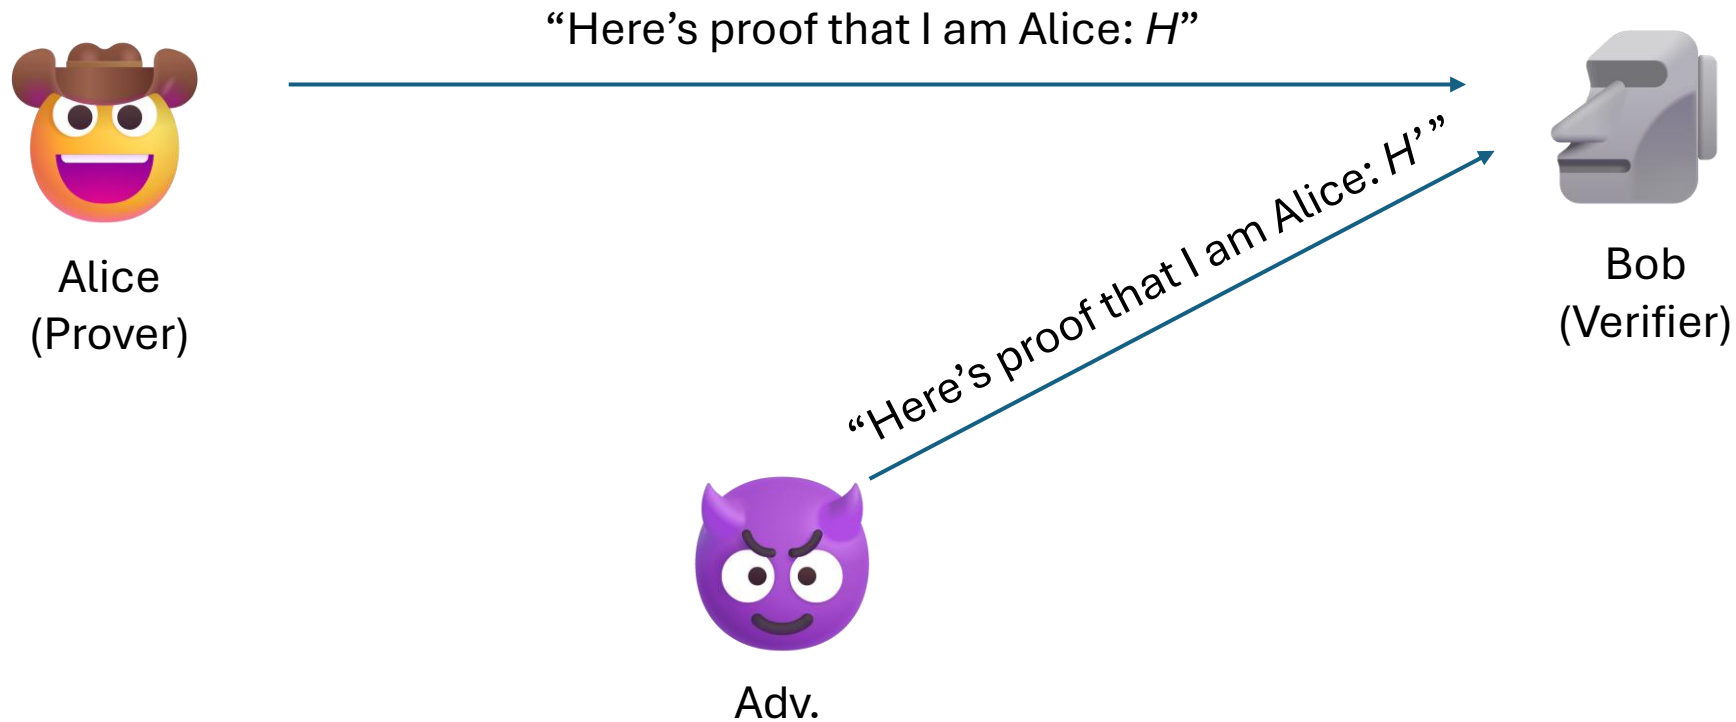 “Here’s proof that I am Alice: H”
Alice
(Prover)
“Here’s proof that I am Alice: H’ ”
Bob
(Verifier)
Adv.